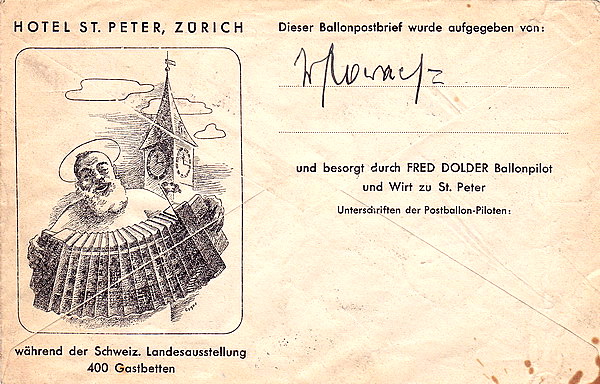 HOTEL ST. PETER, ZÜRICH
Dieser Ballonpostbrief wurde aufgegeben von:
und besorgt durch FRED DOLDER Ballonpilot
und Wirt zu St. Peter
Unterschriften der Postballon-Piloten:
während der Schweiz. Landesausstellung
400 Gastbetten